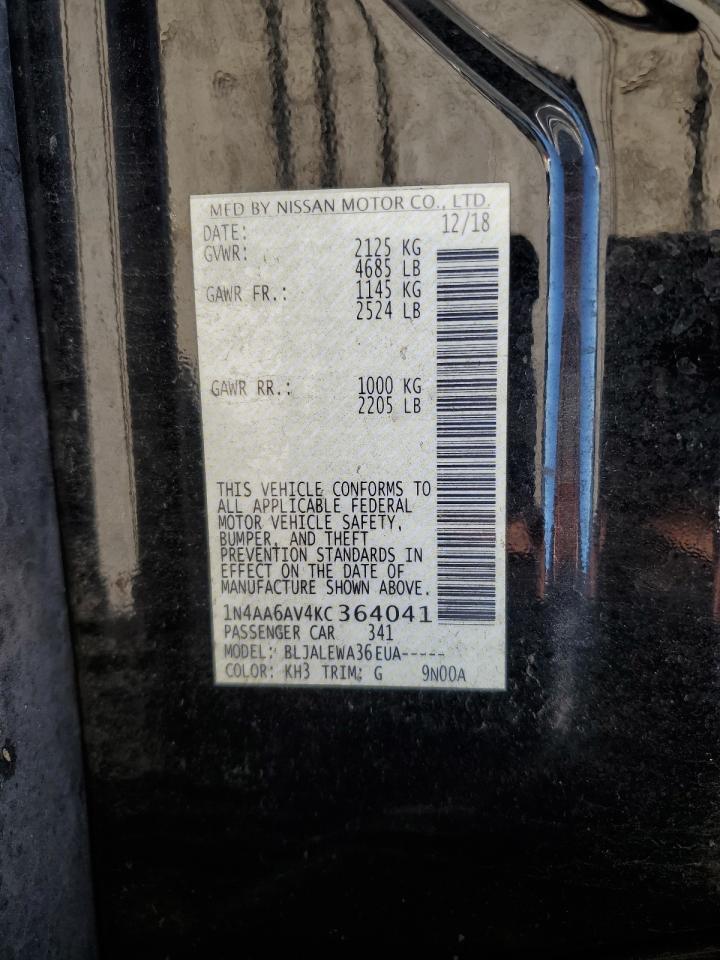 MFD BY NISSAN MOTOR CO., LTD.
DATE: 12/18
GVWR: 2125 KG
4685 LB
GAWR FR.: 1145 KG
2524 LB
GAWR RR.: 1000 KG
2205 LB
THIS VEHICLE CONFORMS TO
ALL APPLICABLE FEDERAL
MOTOR VEHICLE SAFETY,
BUMPER, AND THEFT
PREVENTION STANDARDS IN
EFFECT ON THE DATE OF
MANUFACTURE SHOWN ABOVE.
1N4AA6AV4KC364041
PASSENGER CAR 341
MODEL: BLJALEWA36EUA-----
COLOR: KH3 TRIM: G 9N00A